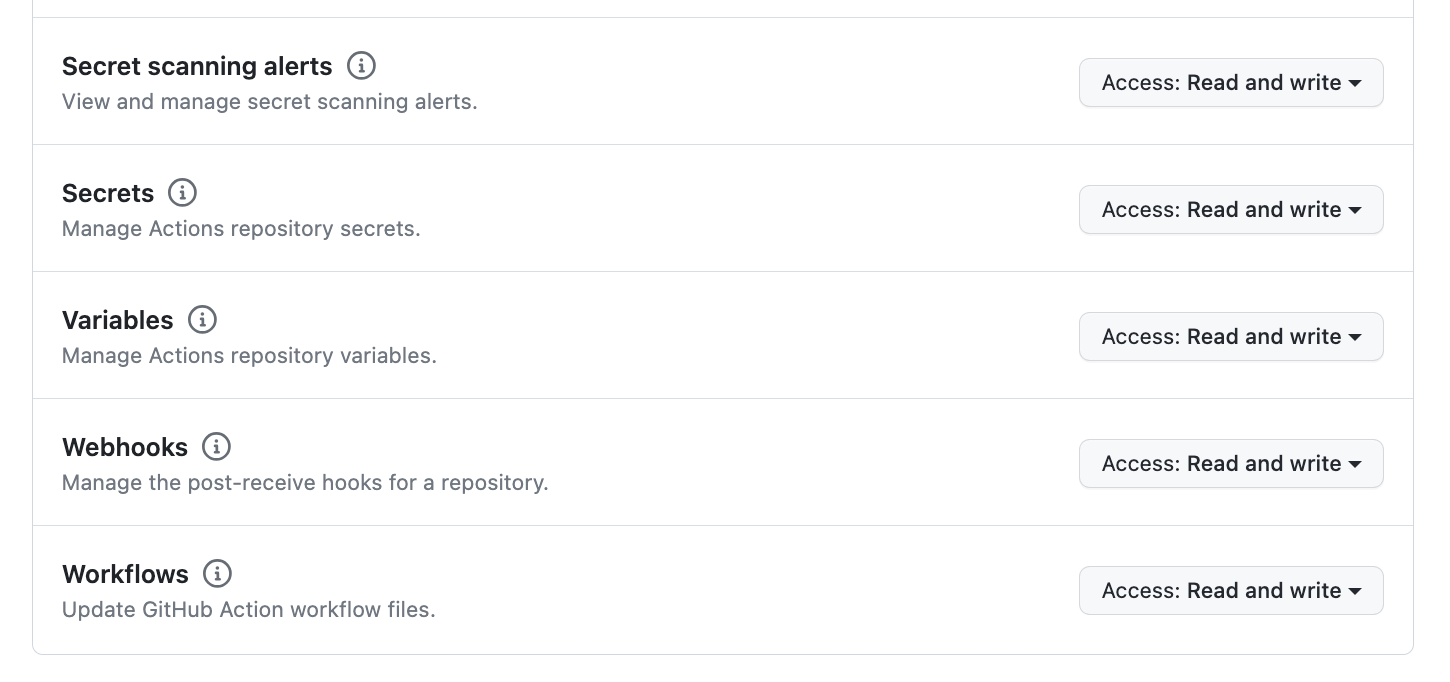 Secret scanning alerts
View and manage secret scanning alerts.
Access: Read and write
Secrets
Manage Actions repository secrets.
Access: Read and write
Variables
Manage Actions repository variables.
Access: Read and write
Webhooks
Manage the post-receive hooks for a repository.
Access: Read and write
Workflows
Update GitHub Action workflow files.
Access: Read and write